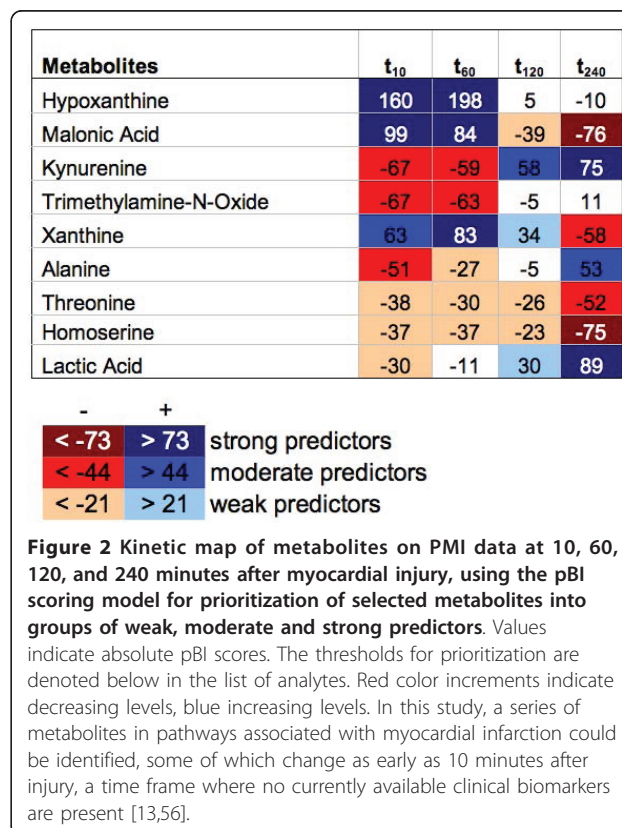 Metabolites t10 t60 t120 t240
Hypoxanthine 160 198 5 -10
Malonic Acid 99 84 -39 -76
Kynurenine -67 -59 58 75
Trimethylamine-N-Oxide -67 -63 -5 11
Xanthine 63 83 34 -58
Alanine -51 -27 -5 53
Threonine -38 -30 -26 -52
Homoserine -37 -37 -23 -75
Lactic Acid -30 -11 30 89
- +
< -73 > 73 strong predictors
< -44 > 44 moderate predictors
< -21 > 21 weak predictors
Figure 2 Kinetic map of metabolites on PMI data at 10, 60,
120, and 240 minutes after myocardial injury, using the pBI
scoring model for prioritization of selected metabolites into
groups of weak, moderate and strong predictors. Values
indicate absolute pBI scores. The thresholds for prioritization are
denoted below in the list of analytes. Red color increments indicate
decreasing levels, blue increasing levels. In this study, a series of
metabolites in pathways associated with myocardial infarction could
be identified, some of which change as early as 10 minutes after
injury, a time frame where no currently available clinical biomarkers
are present [13,56].